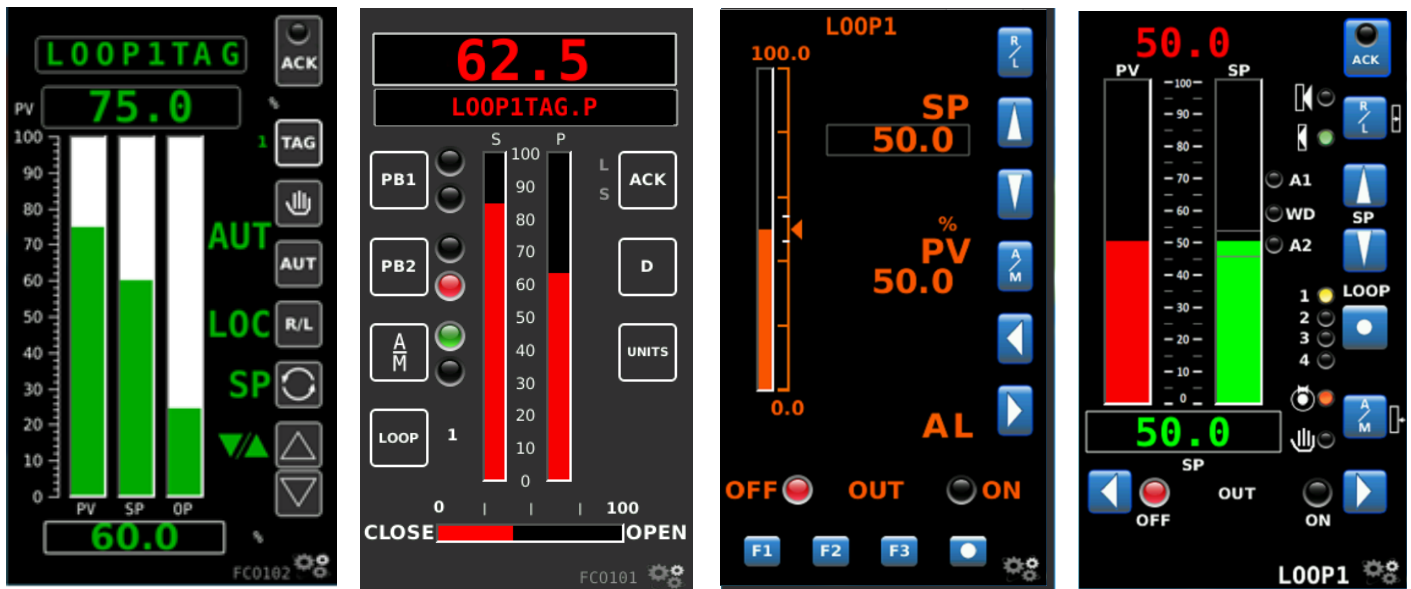 LOOP1TAG
ACK
PV 75.0 %
100
90
80
70
60
50
40
30
20
10
0
1 TAG
AUT AUT
LOC R/L
SP
PV SP OP
60.0 %
FC0102
62.5
LOOP1TAG.P
S P
100
90
80
70
60
50
40
30
20
10
0
PB1
PB2
A
M
LOOP 1
L
S
ACK
D
UNITS
0 100
CLOSE OPEN
FC0101
LOOP1
100.0
0.0
R/L
SP
50.0
%
PV
50.0
A/M
AL
OFF OUT ON
F1 F2 F3
50.0
ACK
PV SP
100
90
80
70
60
50
40
30
20
10
0
R/L
A1
WD
A2
SP
LOOP
1
2
3
4
A/M
50.0
SP
OUT
OFF ON
LOOP1